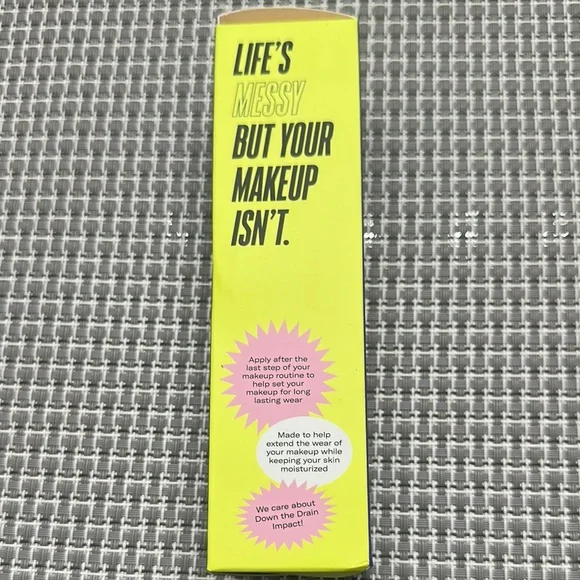 LIFE'S
MESSY
BUT YOUR
MAKEUP
ISN'T.
Apply after the
last step of your
makeup routine to
help set your
makeup for long
lasting wear
Made to help
extend the wear of
your makeup while
keeping your skin
moisturized
We care about
Down the Drain
Impact!